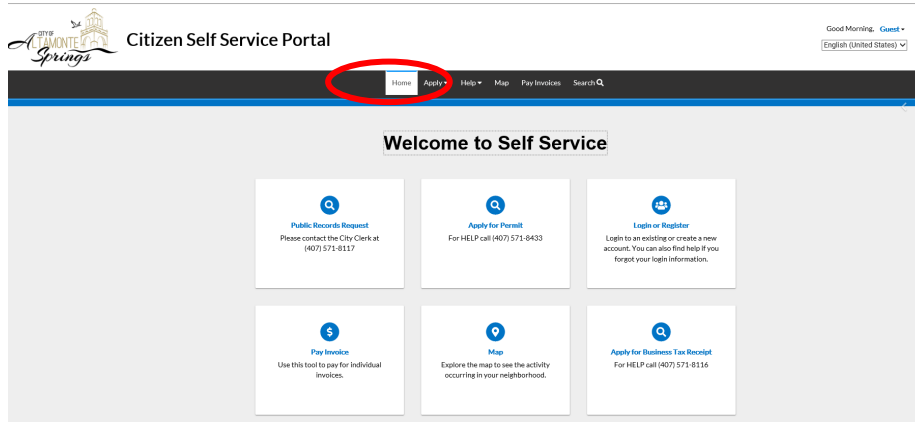 CITY OF
ALTAMONTE
Springs
Citizen Self Service Portal
Good Morning, Guest
English (United States)
Home Apply Help Map Pay Invoices Search
Welcome to Self Service
Public Records Request
Please contact the City Clerk at
(407) 571-8117
Apply for Permit
For HELP call (407) 571-8433
Login or Register
Login to an existing or create a new
account. You can also find help if you
forgot your login information.
$
Pay Invoice
Use this tool to pay for individual
invoices.
Map
Explore the map to see the activity
occurring in your neighborhood.
Apply for Business Tax Receipt
For HELP call (407) 571-8116